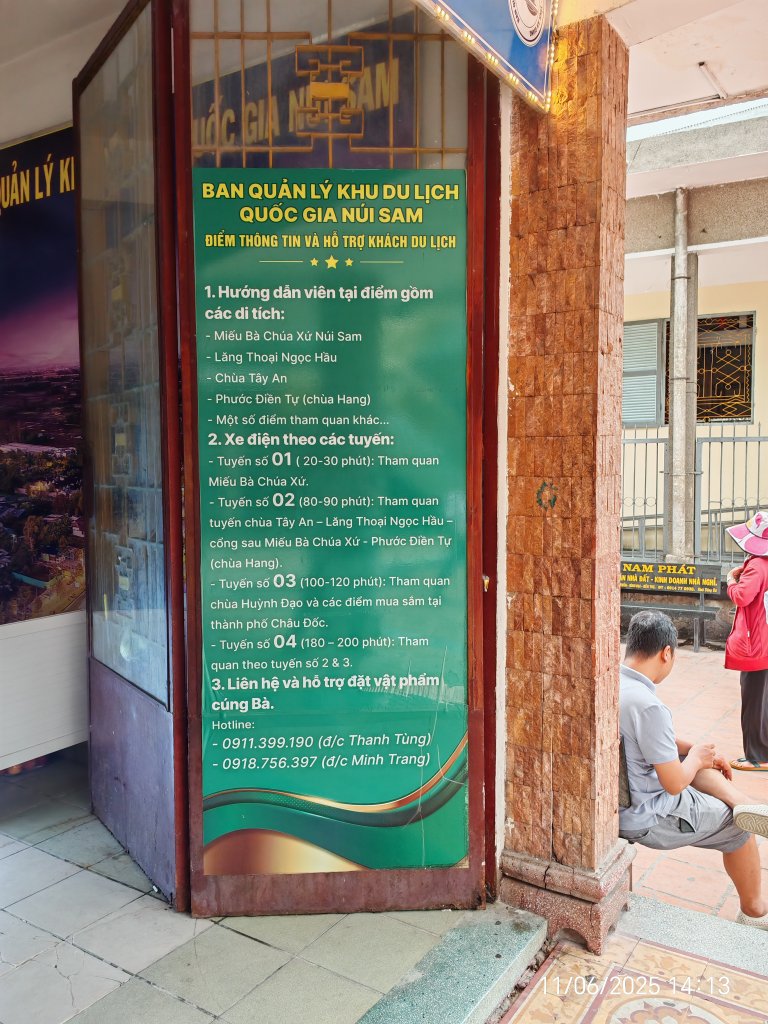 QUỐC GIA NÚI SAM
QUẢN LÝ
BAN QUẢN LÝ KHU DU LỊCH
QUỐC GIA NÚI SAM
ĐIỂM THÔNG TIN VÀ HỖ TRỢ KHÁCH DU LỊCH
1. Hướng dẫn viên tại điểm gồm
các di tích:
- Miếu Bà Chúa Xứ Núi Sam
- Lăng Thoại Ngọc Hầu
- Chùa Tây An
- Phước Điền Tự (chùa Hang)
- Một số điểm tham quan khác...
2. Xe điện theo các tuyến:
- Tuyến số 01 ( 20-30 phút): Tham quan
Miếu Bà Chúa Xứ.
- Tuyến số 02 (80-90 phút): Tham quan
tuyến chùa Tây An – Lăng Thoại Ngọc Hầu –
cổng sau Miếu Bà Chúa Xứ - Phước Điền Tự
(chùa Hang).
- Tuyến số 03 (100-120 phút): Tham quan
chùa Huỳnh Đạo và các điểm mua sắm tại
thành phố Châu Đốc.
- Tuyến số 04 (180 – 200 phút): Tham
quan theo tuyến số 2 & 3.
3. Liên hệ và hỗ trợ đặt vật phẩm
cúng Bà.
Hotline:
- 0911.399.190 (đ/c Thanh Tùng)
- 0918.756.397 (đ/c Minh Trang)
NAM PHÁT
NHÀ ĐẤT - KINH DOANH NHÀ NGHỈ.
11/06/2025 14:13